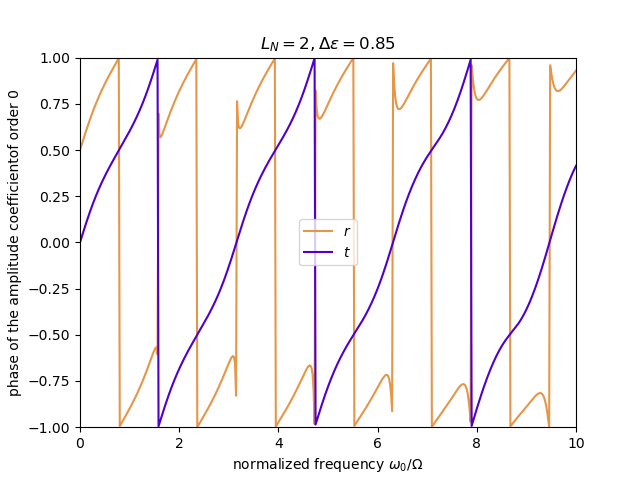 L_N = 2, Δε = 0.85
phase of the amplitude coefficientof order 0
1.00
0.75
0.50
0.25
0.00
−0.25
−0.50
−0.75
−1.00
r
t
0 2 4 6 8 10
normalized frequency ω₀/Ω